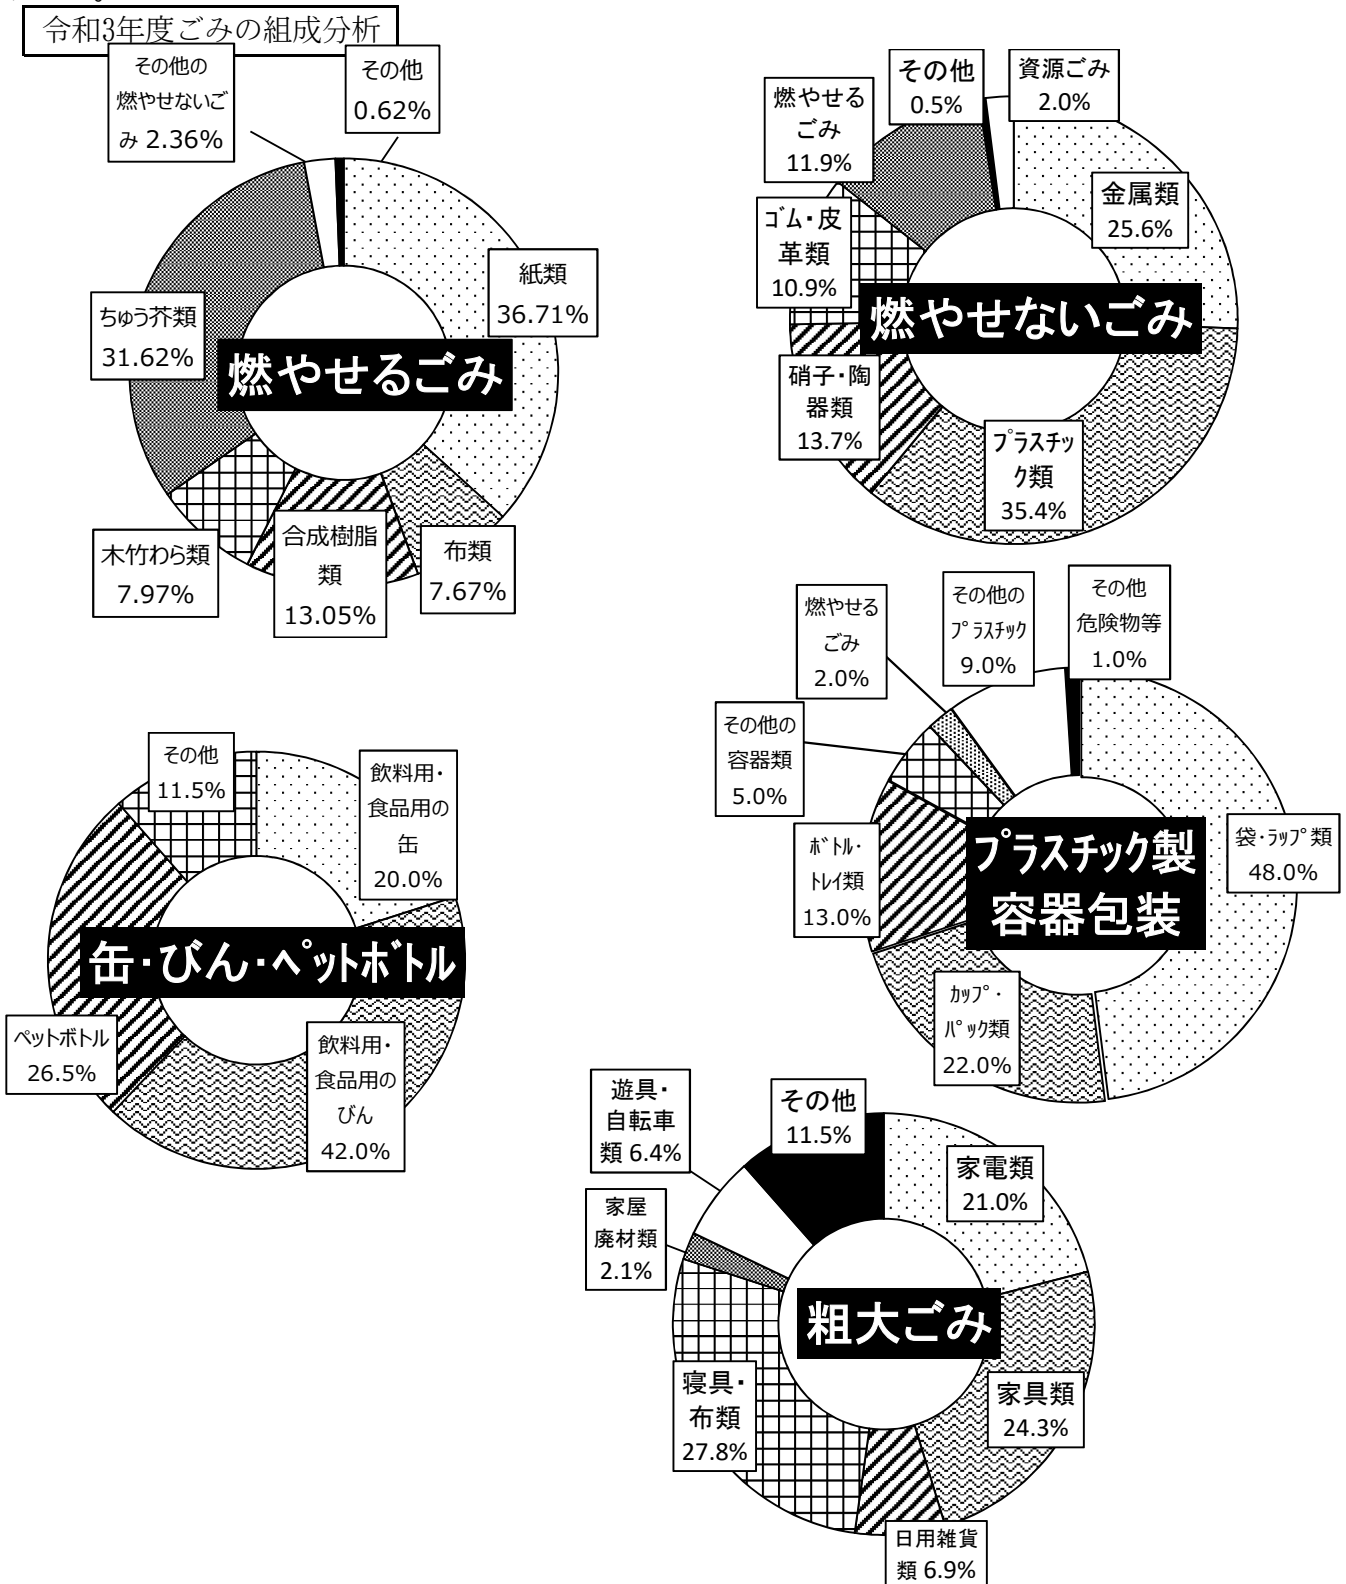 令和3年度ごみの組成分析
その他の
燃やせないご
み 2.36%
その他
0.62%
紙類
36.71%
ちゅう芥類
31.62%
燃やせるごみ
木竹わら類
7.97%
合成樹脂
類
13.05%
布類
7.67%
燃やせる
ごみ
11.9%
その他
0.5%
資源ごみ
2.0%
金属類
25.6%
ゴム・皮
革類
10.9%
燃やせないごみ
硝子・陶
器類
13.7%
プラスチッ
ク類
35.4%
その他
11.5%
飲料用・
食品用の
缶
20.0%
缶・びん・ペットボトル
ペットボトル
26.5%
飲料用・
食品用の
びん
42.0%
燃やせる
ごみ
2.0%
その他の
プラスチック
9.0%
その他
危険物等
1.0%
その他の
容器類
5.0%
ボトル・
トレイ類
13.0%
プラスチック製
容器包装
袋・ラップ類
48.0%
カップ・
パック類
22.0%
遊具・
自転車
類 6.4%
その他
11.5%
家電類
21.0%
家屋
廃材類
2.1%
粗大ごみ
寝具・
布類
27.8%
家具類
24.3%
日用雑貨
類 6.9%